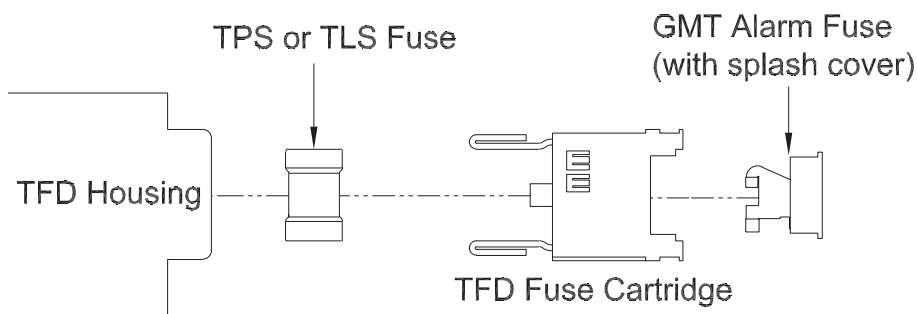 TPS or TLS Fuse
GMT Alarm Fuse
(with splash cover)
TFD Housing
TFD Fuse Cartridge